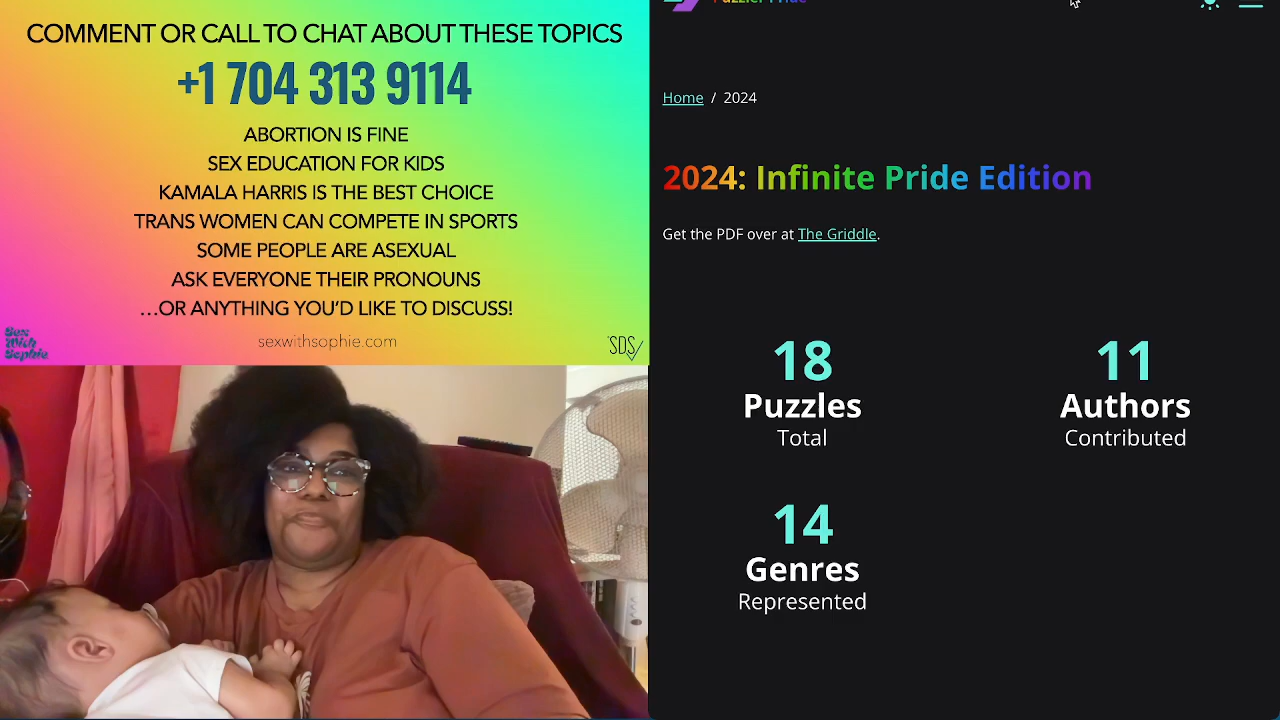 COMMENT OR CALL TO CHAT ABOUT THESE TOPICS
+1 704 313 9114
ABORTION IS FINE
SEX EDUCATION FOR KIDS
KAMALA HARRIS IS THE BEST CHOICE
TRANS WOMEN CAN COMPETE IN SPORTS
SOME PEOPLE ARE ASEXUAL
ASK EVERYONE THEIR PRONOUNS
...OR ANYTHING YOU'D LIKE TO DISCUSS!
sexwithsophie.com
Sex
With
Sophie
SDS
Puzzler Pride
Home / 2024
2024: Infinite Pride Edition
Get the PDF over at The Griddle.
18
Puzzles
Total
11
Authors
Contributed
14
Genres
Represented